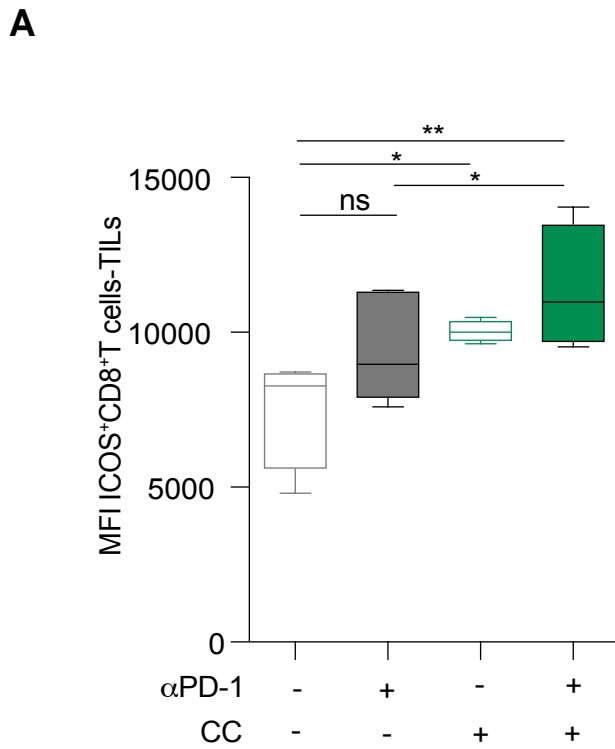 A
**
*
*
ns
15000
10000
5000
0
MFI ICOS⁺CD8⁺T cells-TILs
αPD-1 - + - +
CC - - + +